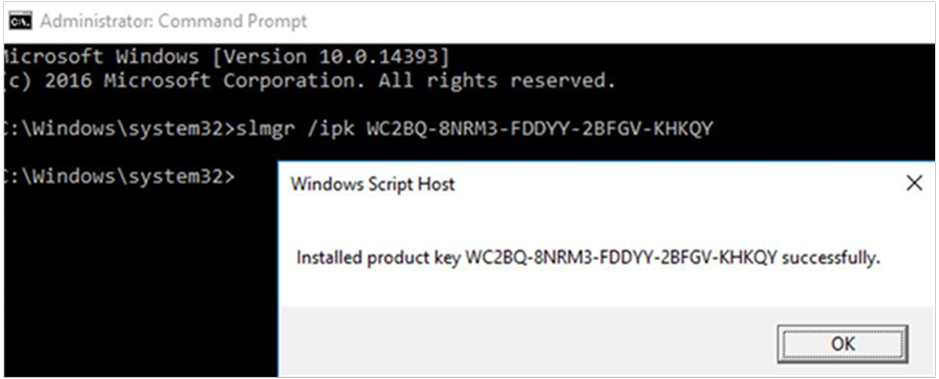 Administrator: Command Prompt
Microsoft Windows [Version 10.0.14393]
(c) 2016 Microsoft Corporation. All rights reserved.
C:\Windows\system32>slmgr /ipk WC2BQ-8NRM3-FDDYY-2BFGV-KHKQY
C:\Windows\system32>
Windows Script Host
Installed product key WC2BQ-8NRM3-FDDYY-2BFGV-KHKQY successfully.
OK